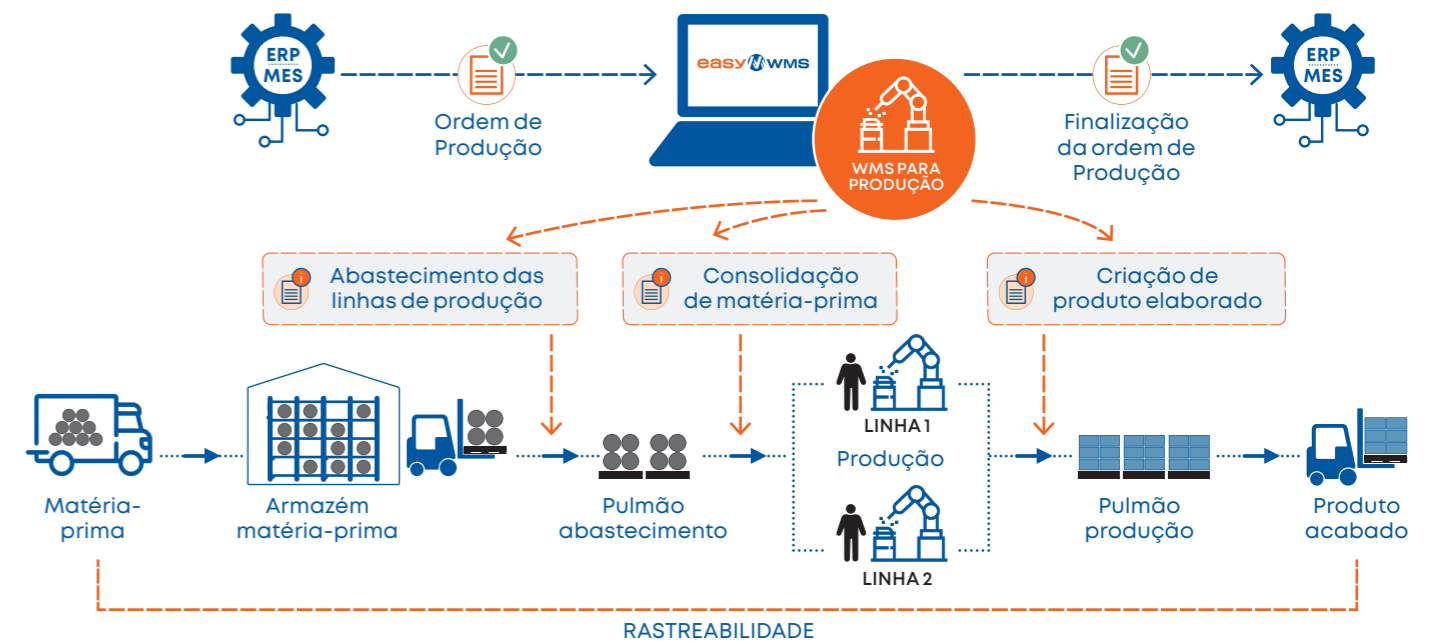 ERP
MES
Ordem de
Produção
easy WMS
WMS PARA
PRODUÇÃO
Finalização
da ordem de
Produção
ERP
MES
Abastecimento das
linhas de produção
Consolidação
de matéria-prima
Criação de
produto elaborado
Matéria-
prima
Armazém
matéria-prima
Pulmão
abastecimento
LINHA 1
Produção
LINHA 2
Pulmão
produção
Produto
acabado
RASTREABILIDADE